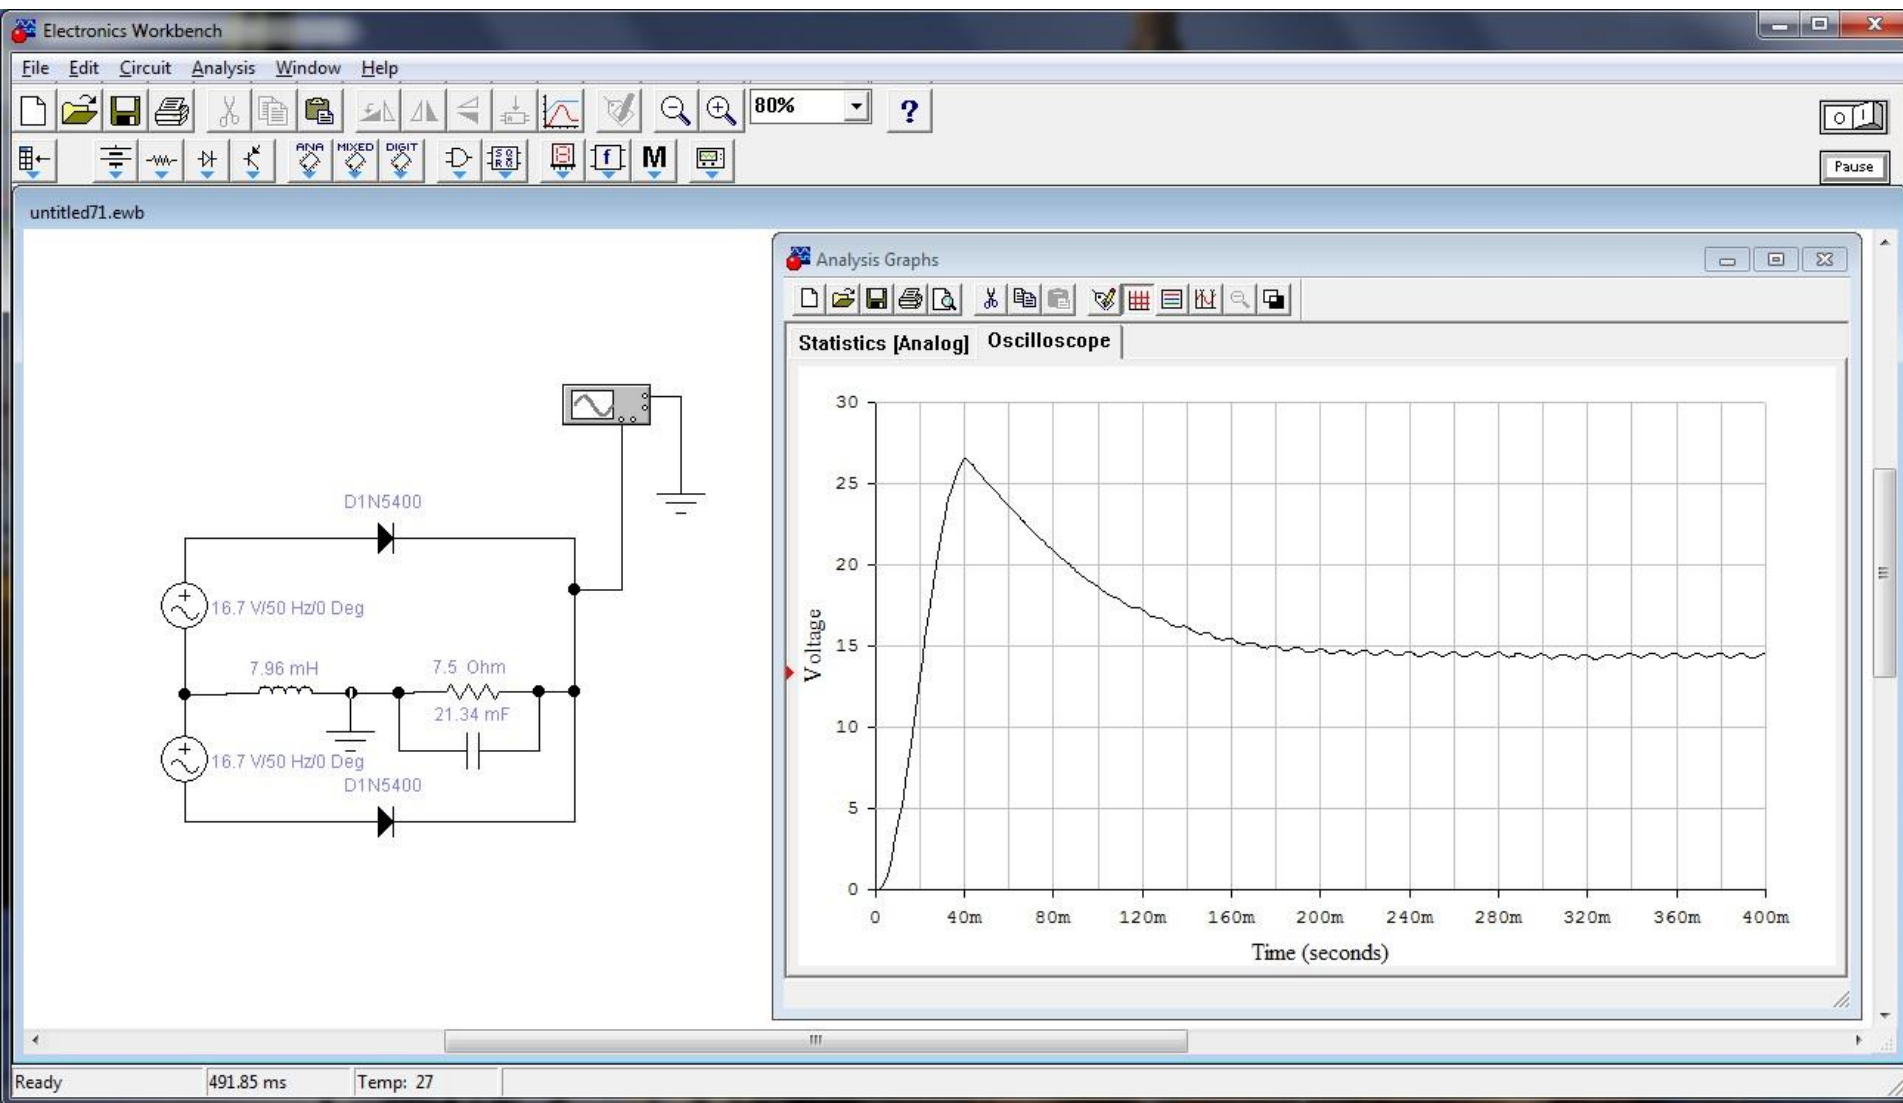 Electronics Workbench
File Edit Circuit Analysis Window Help
80%
?
Pause
ANA MIXED DIGIT
M
untitled71.ewb
Analysis Graphs
Statistics [Analog] Oscilloscope
D1N5400
16.7 V/50 Hz/0 Deg
7.96 mH
7.5 Ohm
21.34 mF
16.7 V/50 Hz/0 Deg
D1N5400
30
25
20
15
10
5
0
Voltage
0 40m 80m 120m 160m 200m 240m 280m 320m 360m 400m
Time (seconds)
Ready 491.85 ms Temp: 27